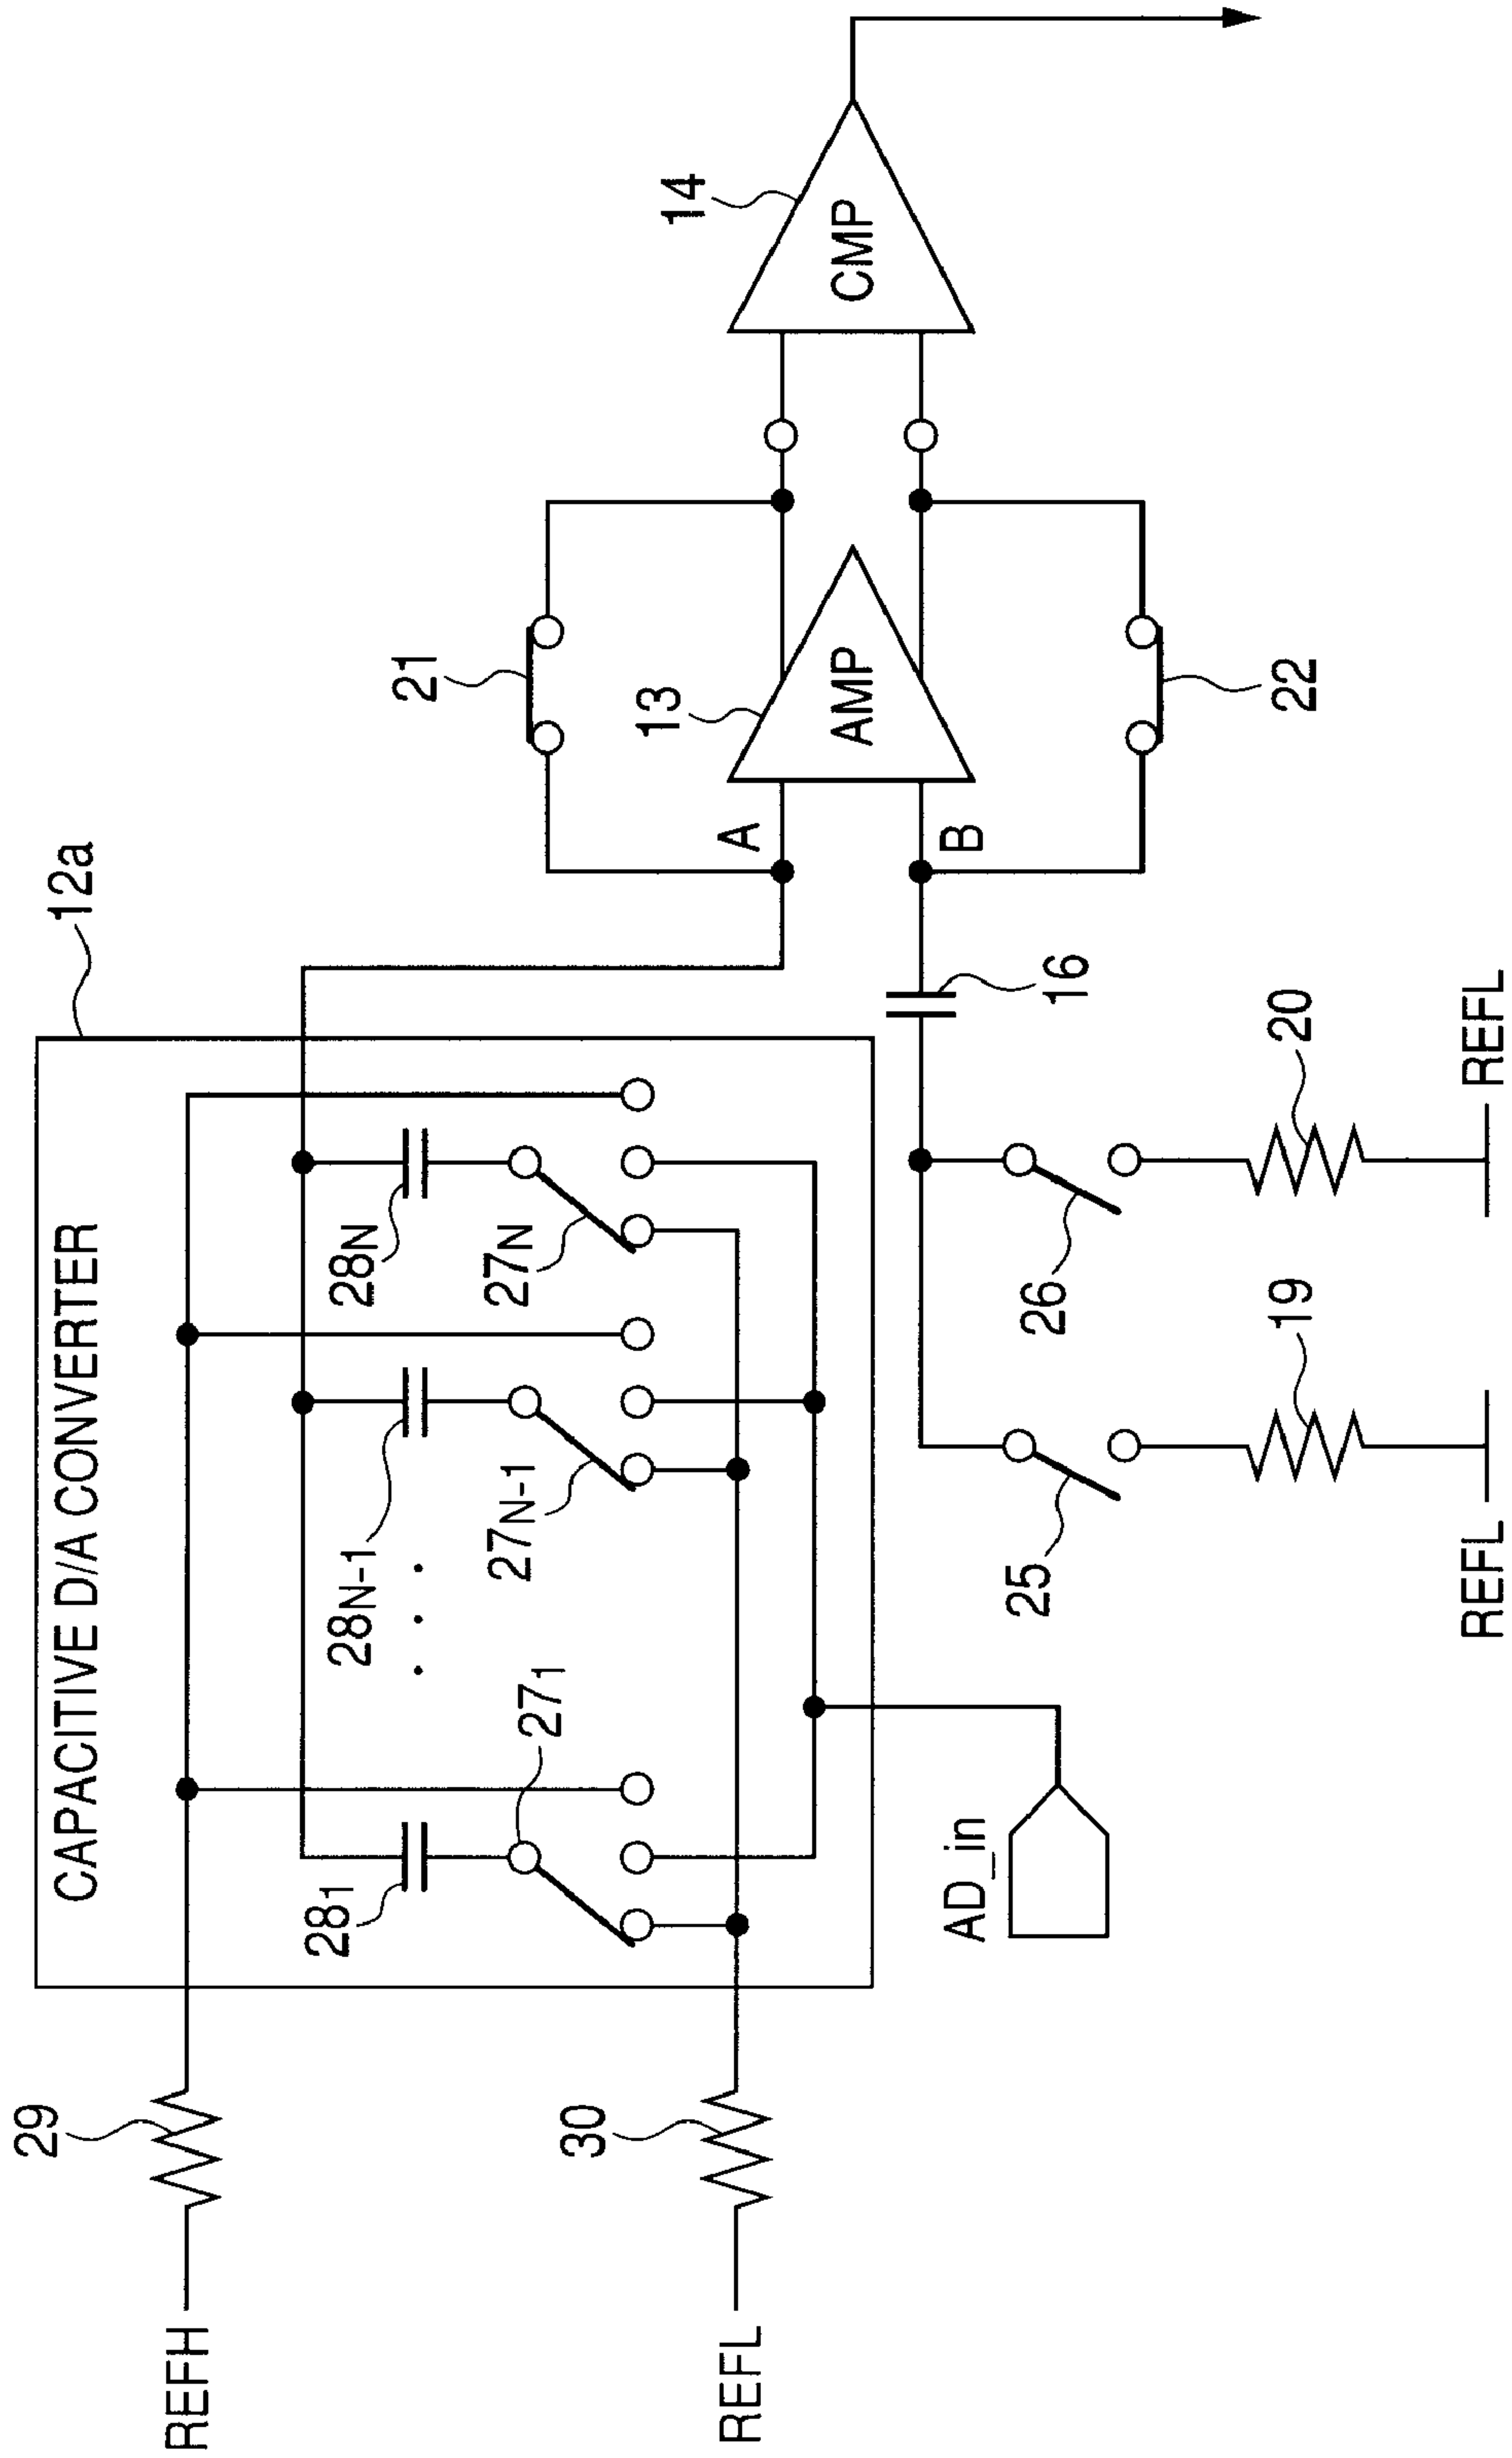 CAPACITIVE D/A CONVERTER
12a
REFH
29
REFL
30
28₁
27₁
28N-1
27N-1
28N
27N
AD_in
A
B
21
13
AMP
22
14
CMP
16
25
26
19
20
REFL
REFL